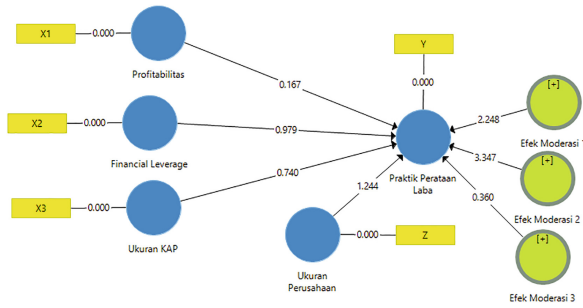 X1
0.000
Profitabilitas
X2
0.000
Financial Leverage
X3
0.000
Ukuran KAP
0.167
0.979
0.740
1.244
Y
0.000
Praktik Perataan
Laba
Ukuran
Perusahaan
0.000
Z
2.248
3.347
0.360
[+]
Efek Moderasi
[+]
Efek Moderasi 2
[+]
Efek Moderasi 3